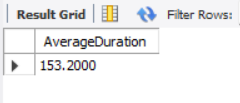 Result Grid Filter Rows:
AverageDuration
153.2000